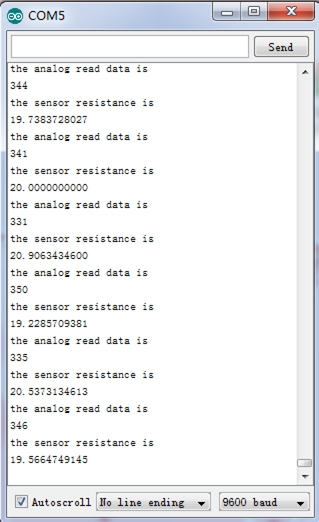 COM5
Send
the analog read data is
344
the sensor resistance is
19.7383728027
the analog read data is
341
the sensor resistance is
20.0000000000
the analog read data is
331
the sensor resistance is
20.9063434600
the analog read data is
350
the sensor resistance is
19.2285709381
the analog read data is
335
the sensor resistance is
20.5373134613
the analog read data is
346
the sensor resistance is
19.5664749145
Autoscroll No line ending 9600 baud